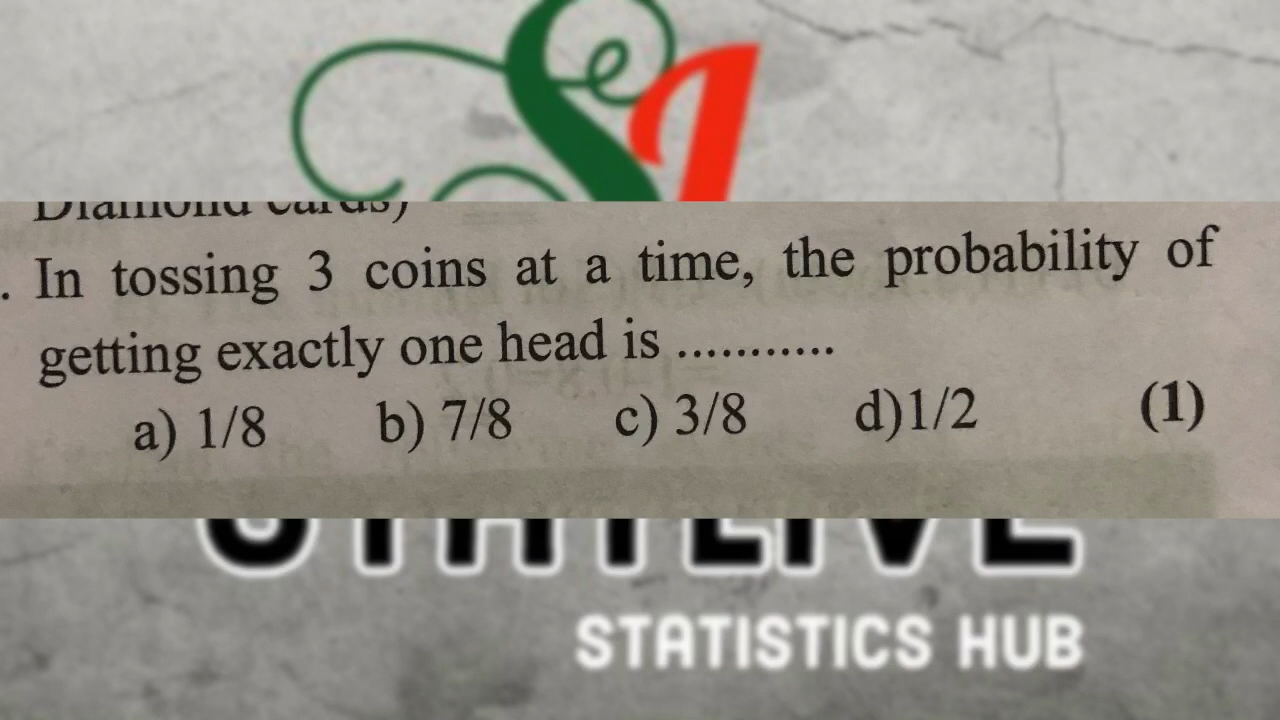 . In tossing 3 coins at a time, the probability of
getting exactly one head is ...........
a) 1/8 b) 7/8 c) 3/8 d)1/2 (1)
STATISTICS HUB